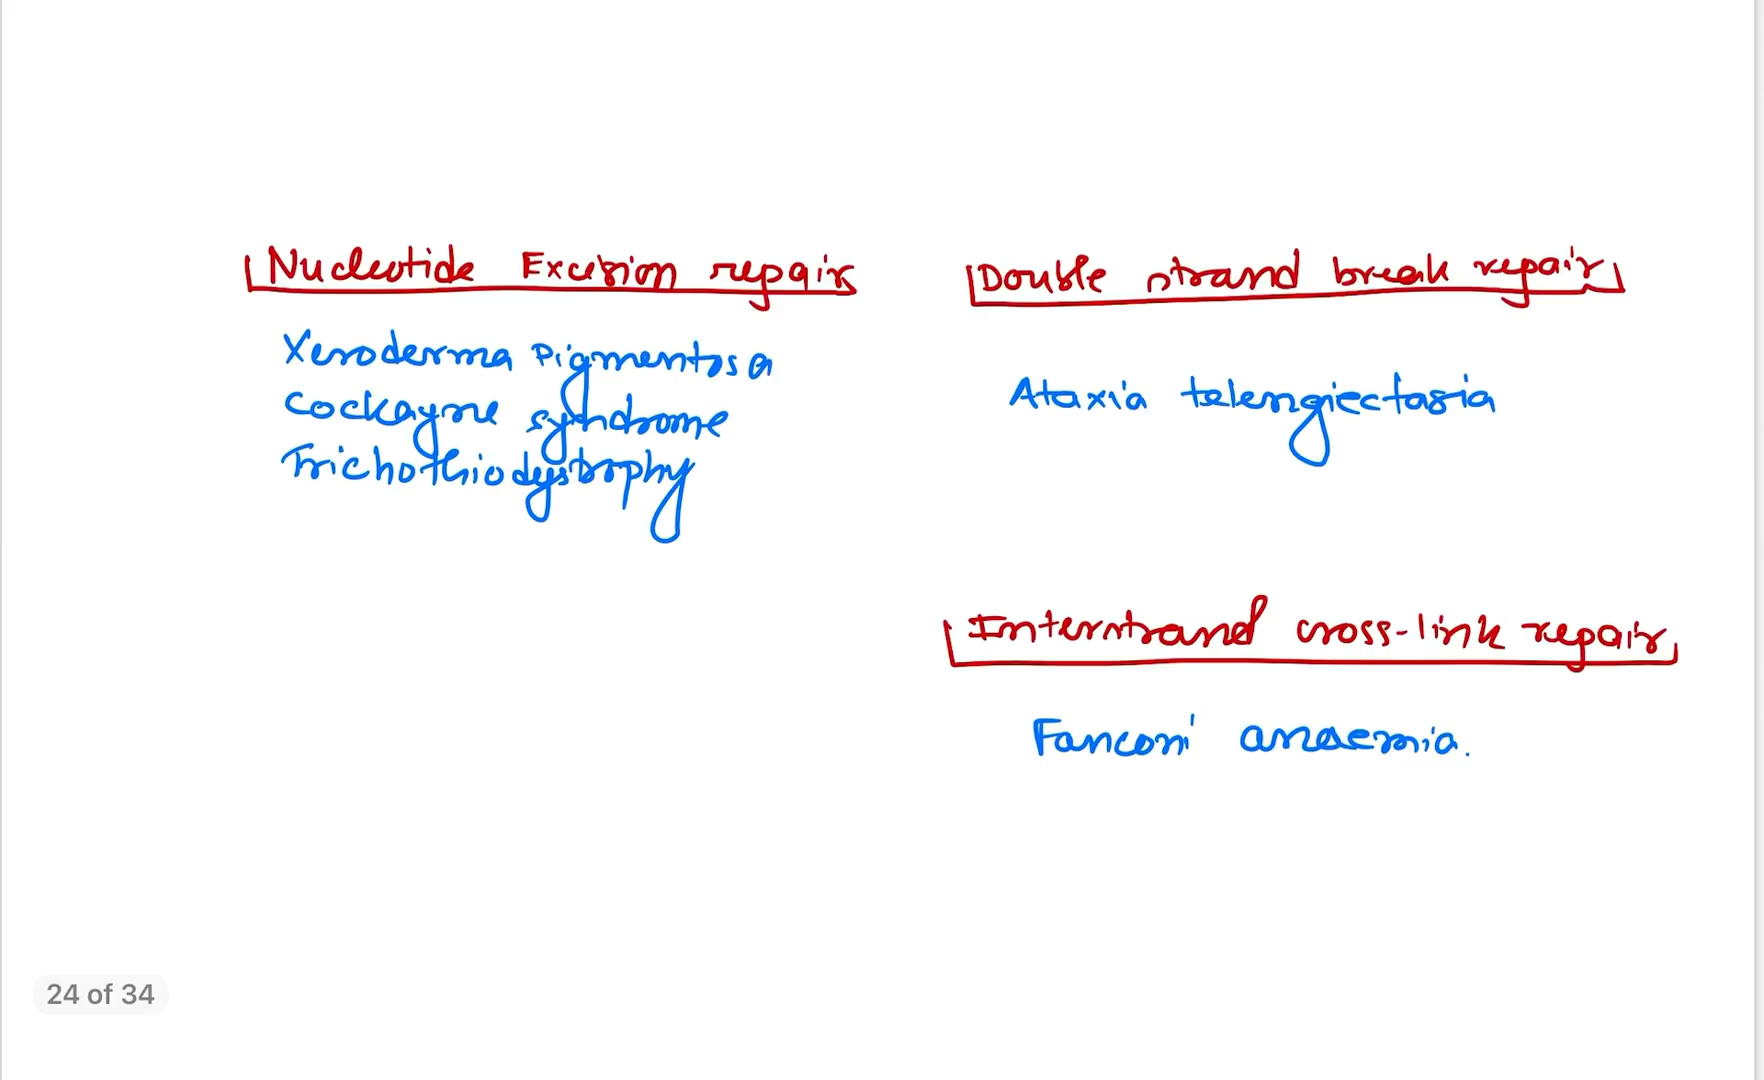 Nucleotide Excision repair
Xeroderma Pigmentosa
Cockayne syndrome
Trichothiodystrophy
Double strand break repair
Ataxia telengiectasia
Interstrand cross-link repair
Fanconi anaemia.
24 of 34